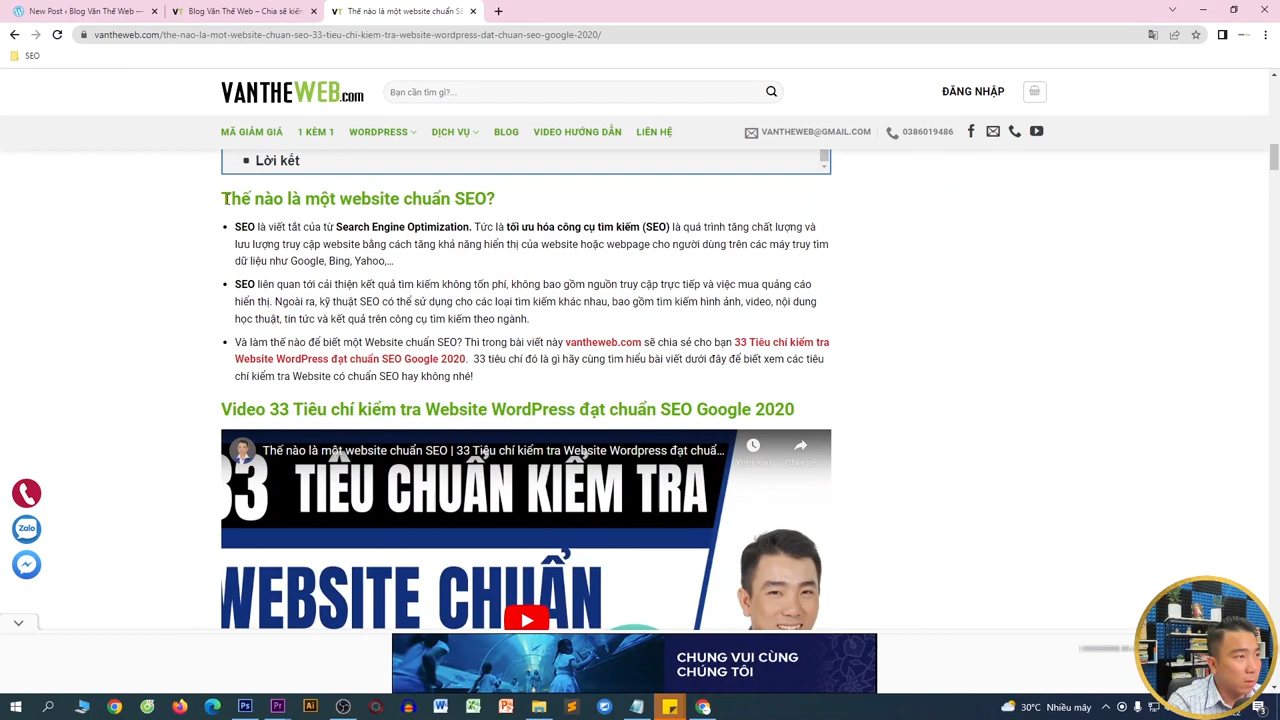 New Post ‹ Blog Văn Thế Web —
Blog Văn Thế Web – Kiến thức
Thế nào là một website chuẩn SE
vantheweb.com/the-nao-la-mot-website-chuan-seo-33-tieu-chi-kiem-tra-website-wordpress-dat-chuan-seo-google-2020/
SEO
VANTHEWEB.com
Bạn cần tìm gì?...
ĐĂNG NHẬP
MÃ GIẢM GIÁ
1 KÈM 1
WORDPRESS
DỊCH VỤ
BLOG
VIDEO HƯỚNG DẪN
LIÊN HỆ
VANTHEWEB@GMAIL.COM
0386019486
Lời kết
Thế nào là một website chuẩn SEO?
SEO là viết tắt của từ Search Engine Optimization. Tức là tối ưu hóa công cụ tìm kiếm (SEO) là quá trình tăng chất lượng và
lưu lượng truy cập website bằng cách tăng khả năng hiển thị của website hoặc webpage cho người dùng trên các máy truy tìm
dữ liệu như Google, Bing, Yahoo,…
SEO liên quan tới cải thiện kết quả tìm kiếm không tốn phí, không bao gồm nguồn truy cập trực tiếp và việc mua quảng cáo
hiển thị. Ngoài ra, kỹ thuật SEO có thể sử dụng cho các loại tìm kiếm khác nhau, bao gồm tìm kiếm hình ảnh, video, nội dung
học thuật, tin tức và kết quả trên công cụ tìm kiếm theo ngành.
Và làm thế nào để biết một Website chuẩn SEO? Thì trong bài viết này vantheweb.com sẽ chia sẻ cho bạn 33 Tiêu chí kiểm tra
Website WordPress đạt chuẩn SEO Google 2020. 33 tiêu chí đó là gì hãy cùng tìm hiểu bài viết dưới đây để biết xem các tiêu
chí kiểm tra Website có chuẩn SEO hay không nhé!
Video 33 Tiêu chí kiểm tra Website WordPress đạt chuẩn SEO Google 2020
Thế nào là một website chuẩn SEO | 33 Tiêu chí kiểm tra Website Wordpress đạt chuẩ...
Xem sau
Chia sẻ
33 TIÊU CHUẨN KIỂM TRA
WEBSITE CHUẨN
Zalo
CHUNG VUI CÙNG
CHÚNG TÔI
30°C Nhiều mây